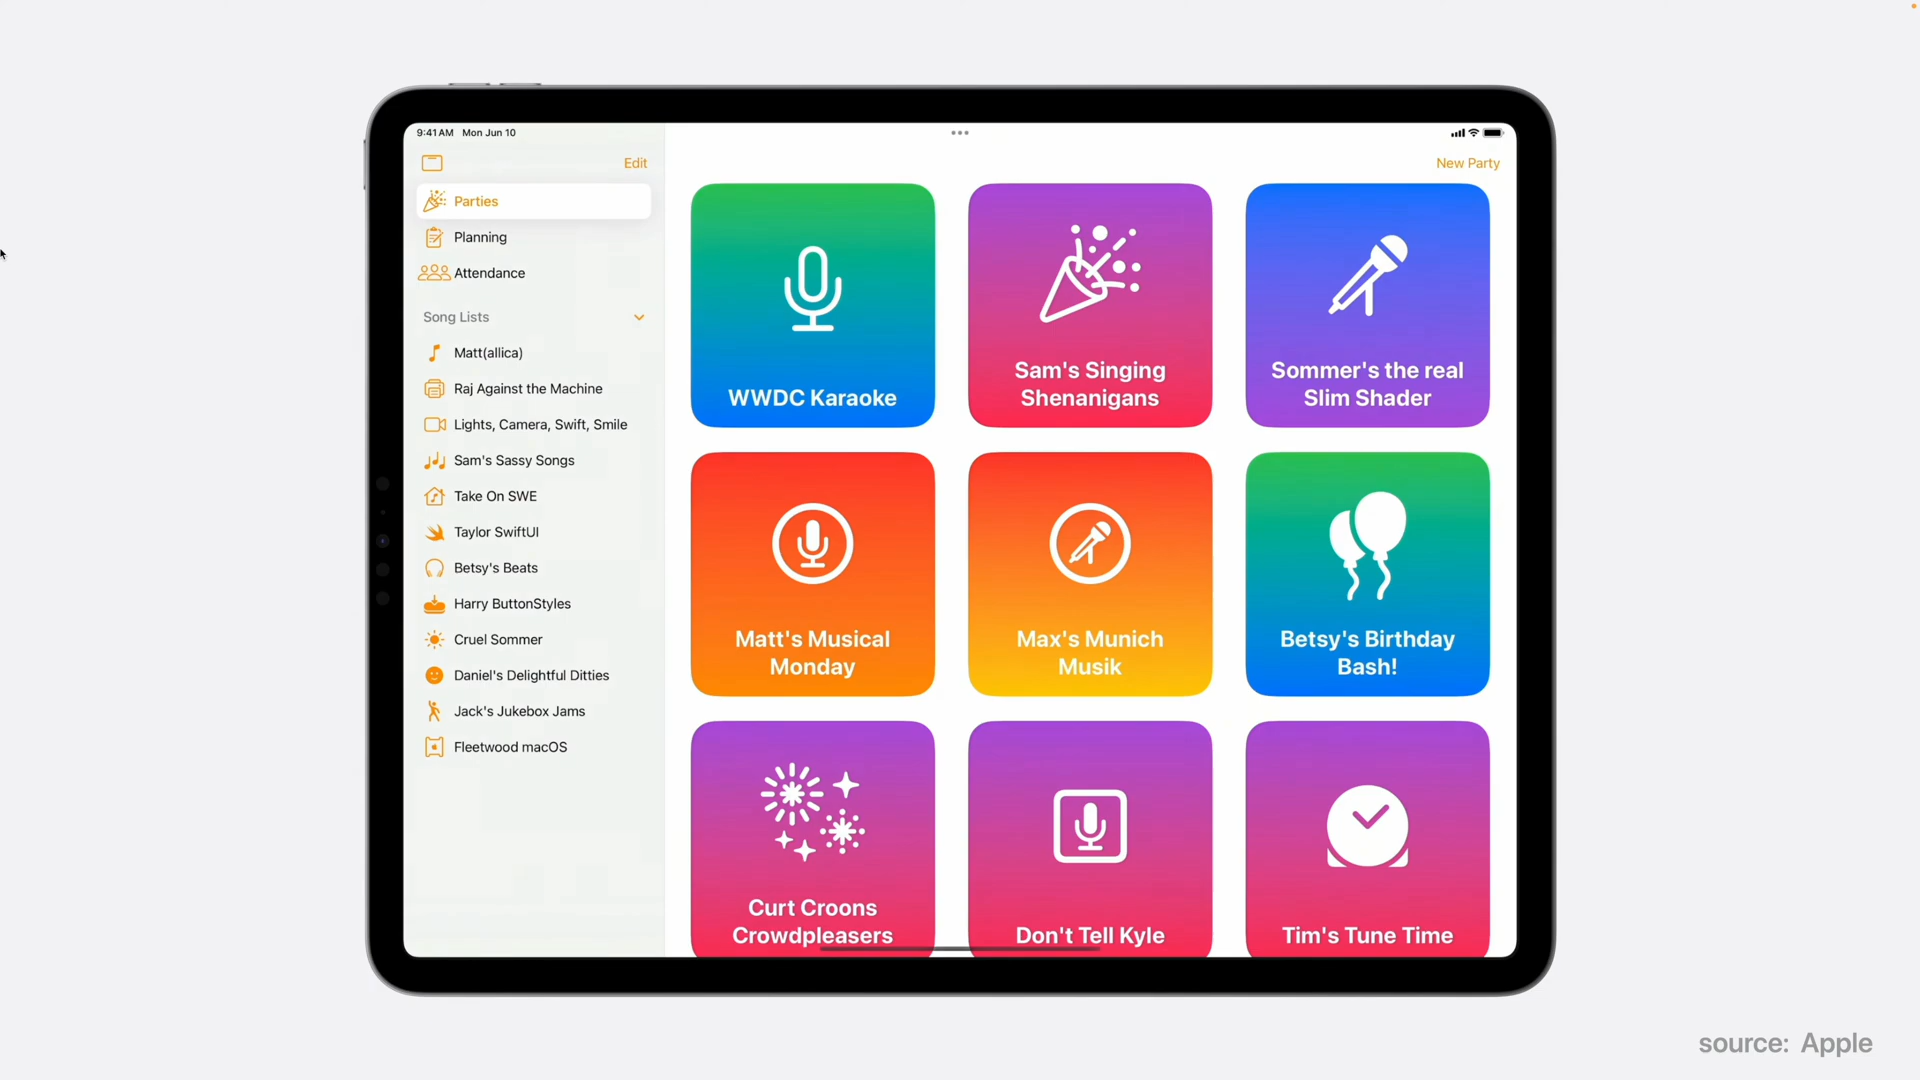 9:41 AM Mon Jun 10
Edit
New Party
Parties
Planning
Attendance
Song Lists
Matt(allica)
Raj Against the Machine
Lights, Camera, Swift, Smile
Sam's Sassy Songs
Take On SWE
Taylor SwiftUI
Betsy's Beats
Harry ButtonStyles
Cruel Sommer
Daniel's Delightful Ditties
Jack's Jukebox Jams
Fleetwood macOS
WWDC Karaoke
Sam's Singing
Shenanigans
Sommer's the real
Slim Shader
Matt's Musical
Monday
Max's Munich
Musik
Betsy's Birthday
Bash!
Curt Croons
Crowdpleasers
Don't Tell Kyle
Tim's Tune Time
source: Apple